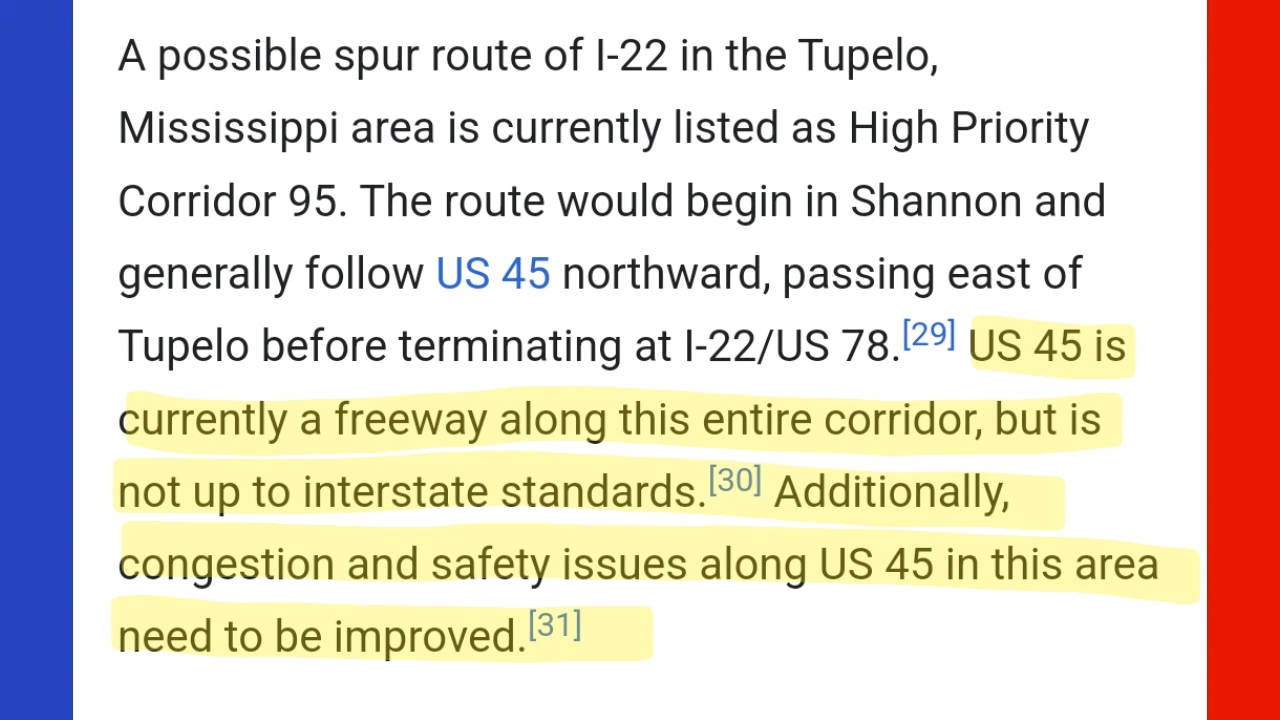 A possible spur route of I-22 in the Tupelo,
Mississippi area is currently listed as High Priority
Corridor 95. The route would begin in Shannon and
generally follow US 45 northward, passing east of
Tupelo before terminating at I-22/US 78.[29] US 45 is
currently a freeway along this entire corridor, but is
not up to interstate standards.[30] Additionally,
congestion and safety issues along US 45 in this area
need to be improved.[31]